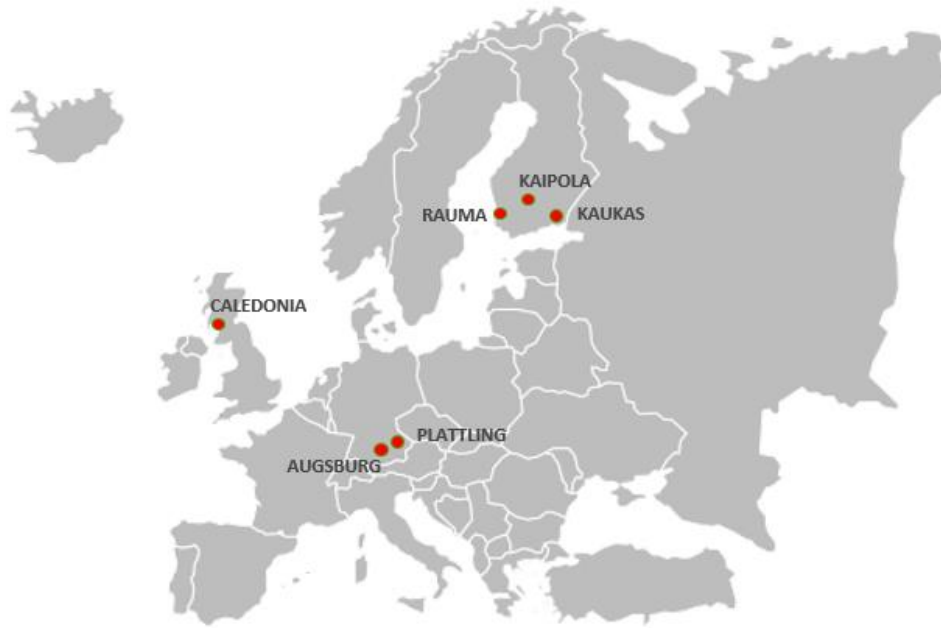 KAIPOLA
RAUMA
KAUKAS
CALEDONIA
PLATTLING
AUGSBURG